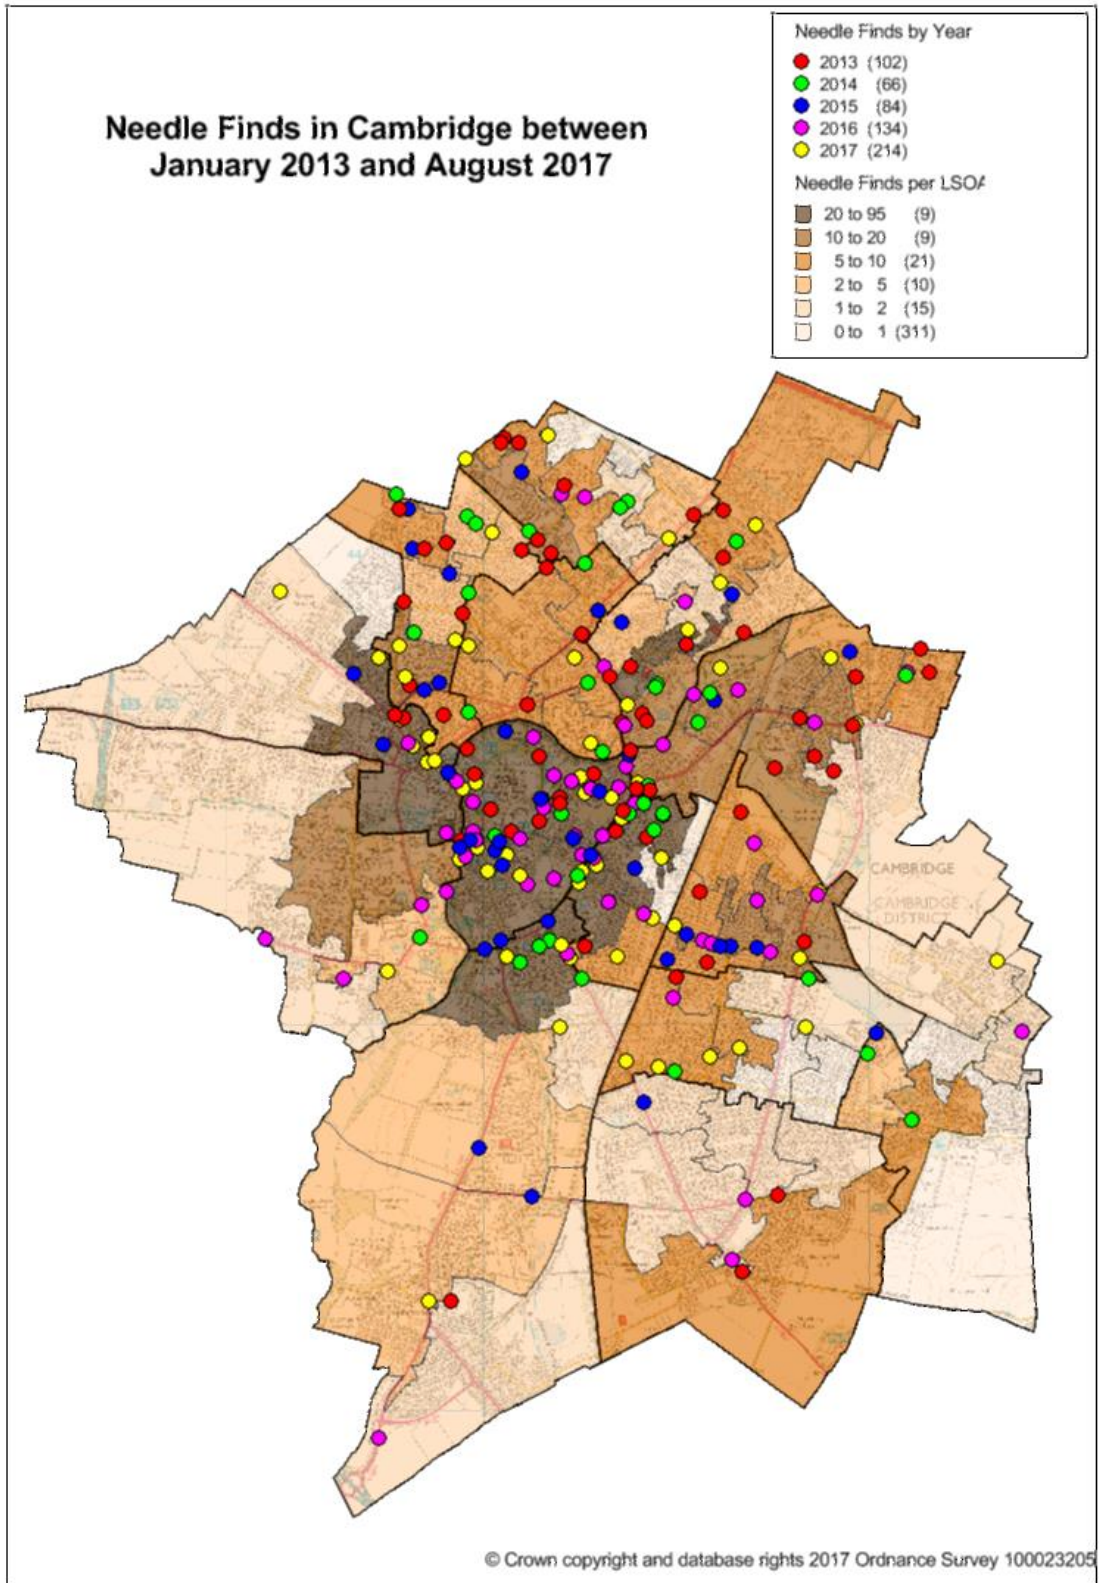 Needle Finds in Cambridge between
January 2013 and August 2017
Needle Finds by Year
2013 (102)
2014 (66)
2015 (84)
2016 (134)
2017 (214)
Needle Finds per LSOA
20 to 95 (9)
10 to 20 (9)
5 to 10 (21)
2 to 5 (10)
1 to 2 (15)
0 to 1 (311)
CAMBRIDGE
CAMBRIDGE
DISTRICT
© Crown copyright and database rights 2017 Ordnance Survey 100023205